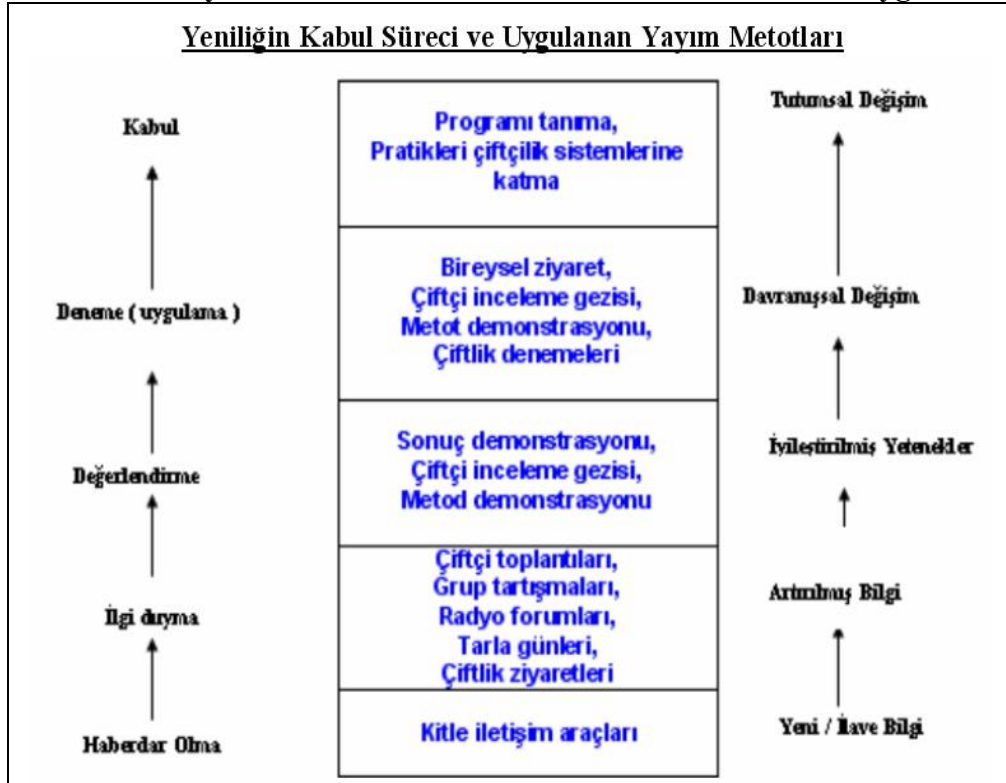 Yeniliğin Kabul Süreci ve Uygulanan Yayım Metotları
Kabul
Programı tanıma,
Pratikleri çiftçilik sistemlerine
katma
Tutumsal Değişim
Deneme ( uygulama )
Bireysel ziyaret,
Çiftçi inceleme gezisi,
Metot demonstrasyonu,
Çiftlik denemeleri
Davranışsal Değişim
Değerlendirme
Sonuç demonstrasyonu,
Çiftçi inceleme gezisi,
Metod demonstrasyonu
İyileştirilmiş Yetenekler
İlgi duyma
Çiftçi toplantıları,
Grup tartışmaları,
Radyo forumları,
Tarla günleri,
Çiftlik ziyaretleri
Artırılmış Bilgi
Haberdar Olma
Kitle iletişim araçları
Yeni / İlave Bilgi